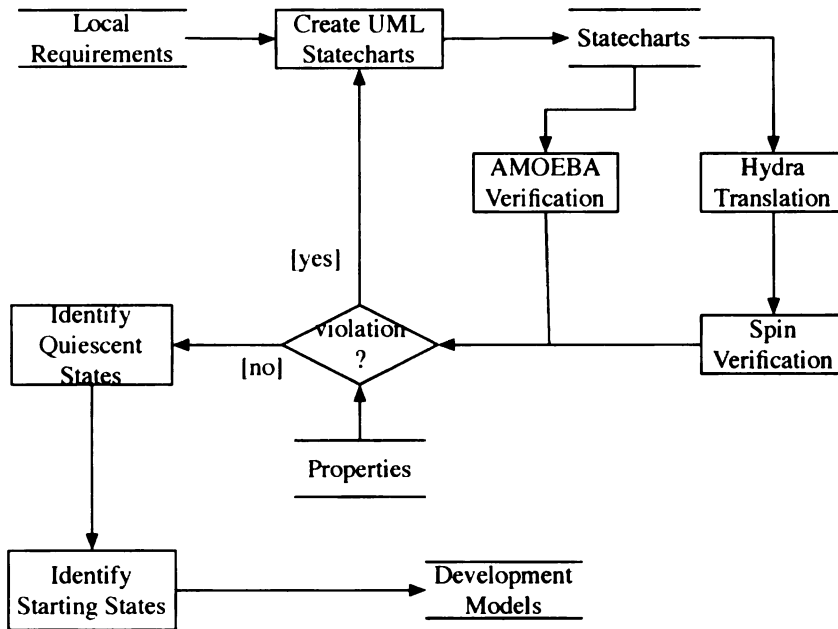 Local
Requirements
Create UML
Statecharts
Statecharts
AMOEBA
Verification
Hydra
Translation
[yes]
Identify
Quiescent
States
[no]
violation
?
Spin
Verification
Properties
Identify
Starting States
Development
Models